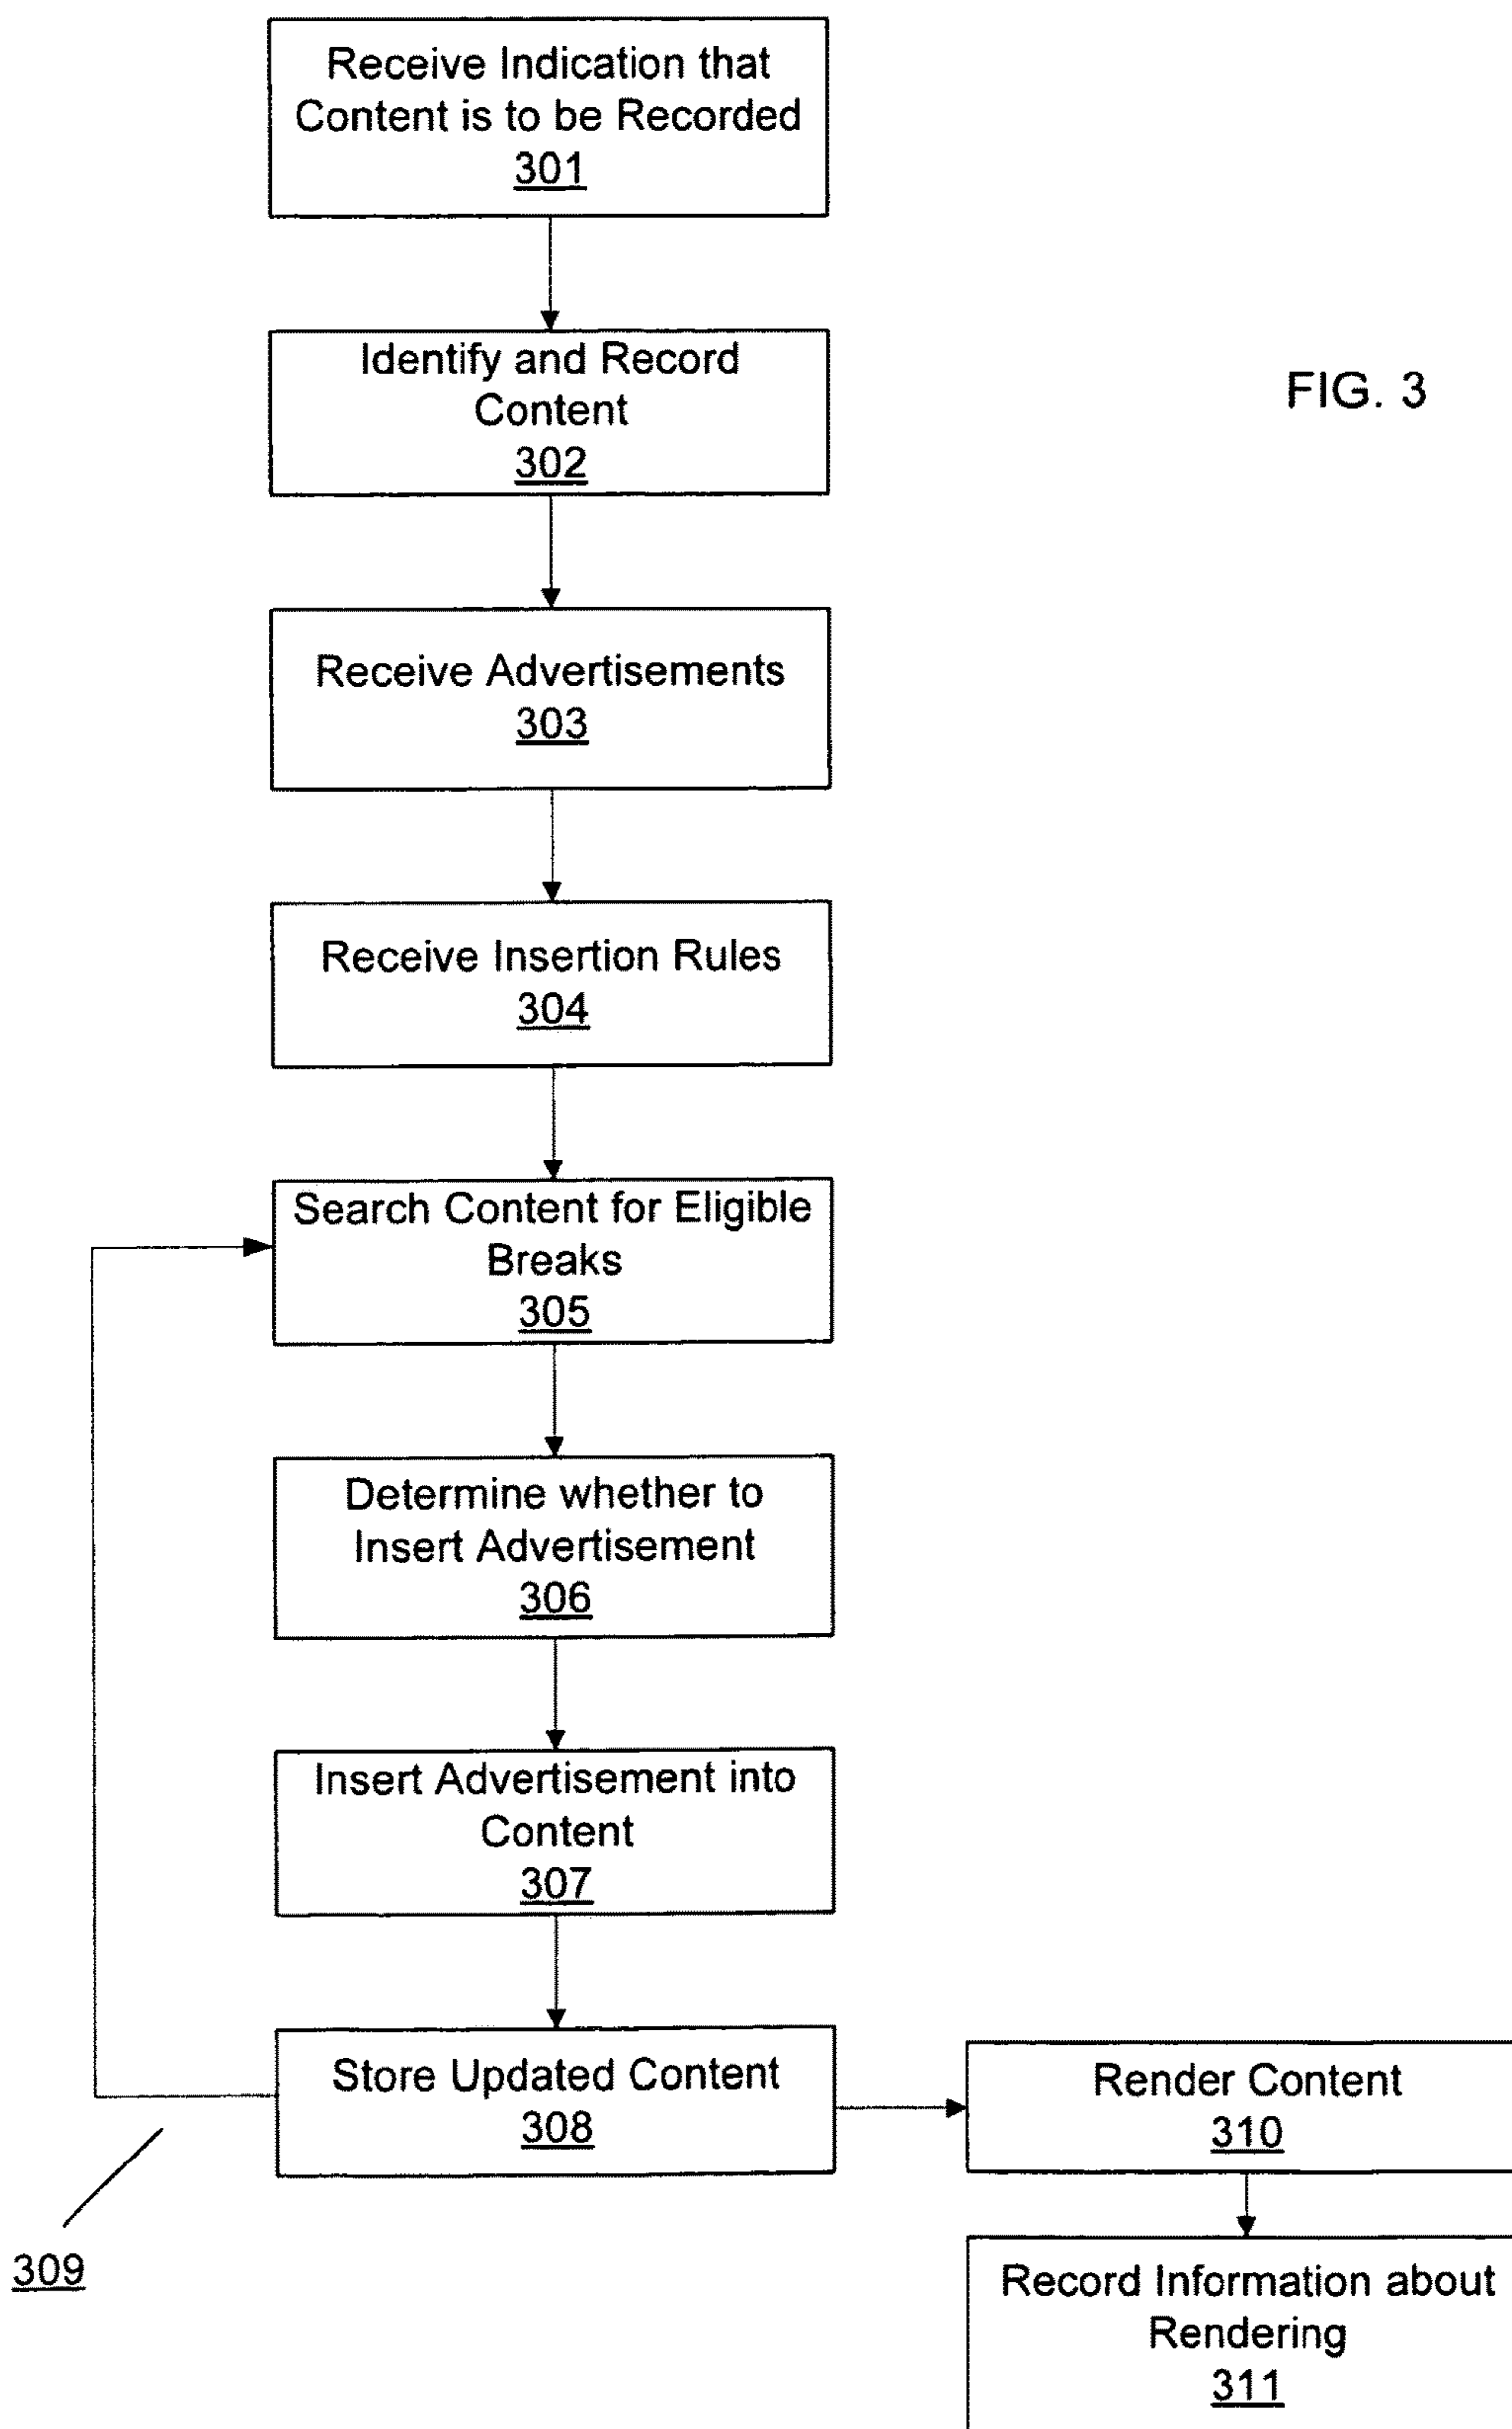 Receive Indication that
Content is to be Recorded
301
Identify and Record
Content
302
FIG. 3
Receive Advertisements
303
Receive Insertion Rules
304
Search Content for Eligible
Breaks
305
Determine whether to
Insert Advertisement
306
Insert Advertisement into
Content
307
Store Updated Content
308
309
Render Content
310
Record Information about
Rendering
311